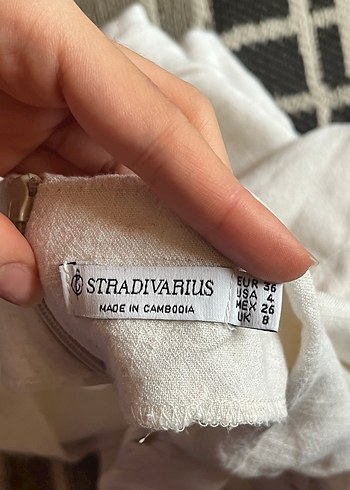 STRADIVARIUS
MADE IN CAMBODIA
EUR 36
USA 4
MEX 26
UK 8